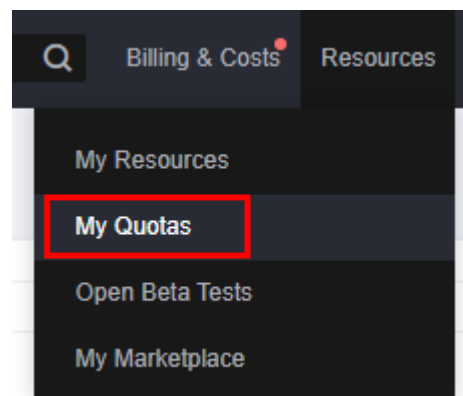 Billing & Costs Resources
My Resources
My Quotas
Open Beta Tests
My Marketplace